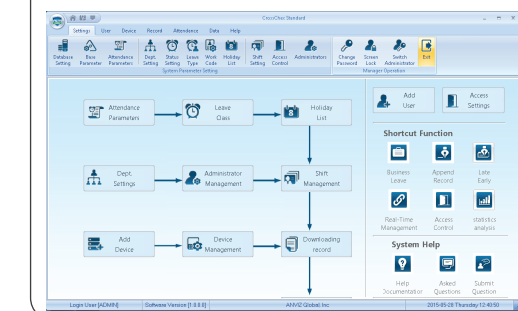 CrossChex Standard
Settings User Device Record Attendance Data Help
Database Setting
Base Parameter
Attendance Parameters
Dept. Setting
Status Setting
Leave Type
Work Code
Holiday List
Shift Setting
Access Control
Administrators
Change Password
Screen Lock
Switch Administrator
Exit
System Parameter Setting
Manager Operation
Attendance Parameters
Leave Class
Holiday List
Dept. Settings
Administrator Management
Shift Management
Add Device
Device Management
Downloading record
Add User
Access Settings
Shortcut Function
Business Leave
Append Record
Late Early
Real-Time Management
Access Control
statistics analysis
System Help
Help Documentation
Asked Questions
Submit Question
Login User [ADMIN] Software Version [1.0.0.0] ANVIZ Global. Inc 2015-05-28 Thursday 12:40:50